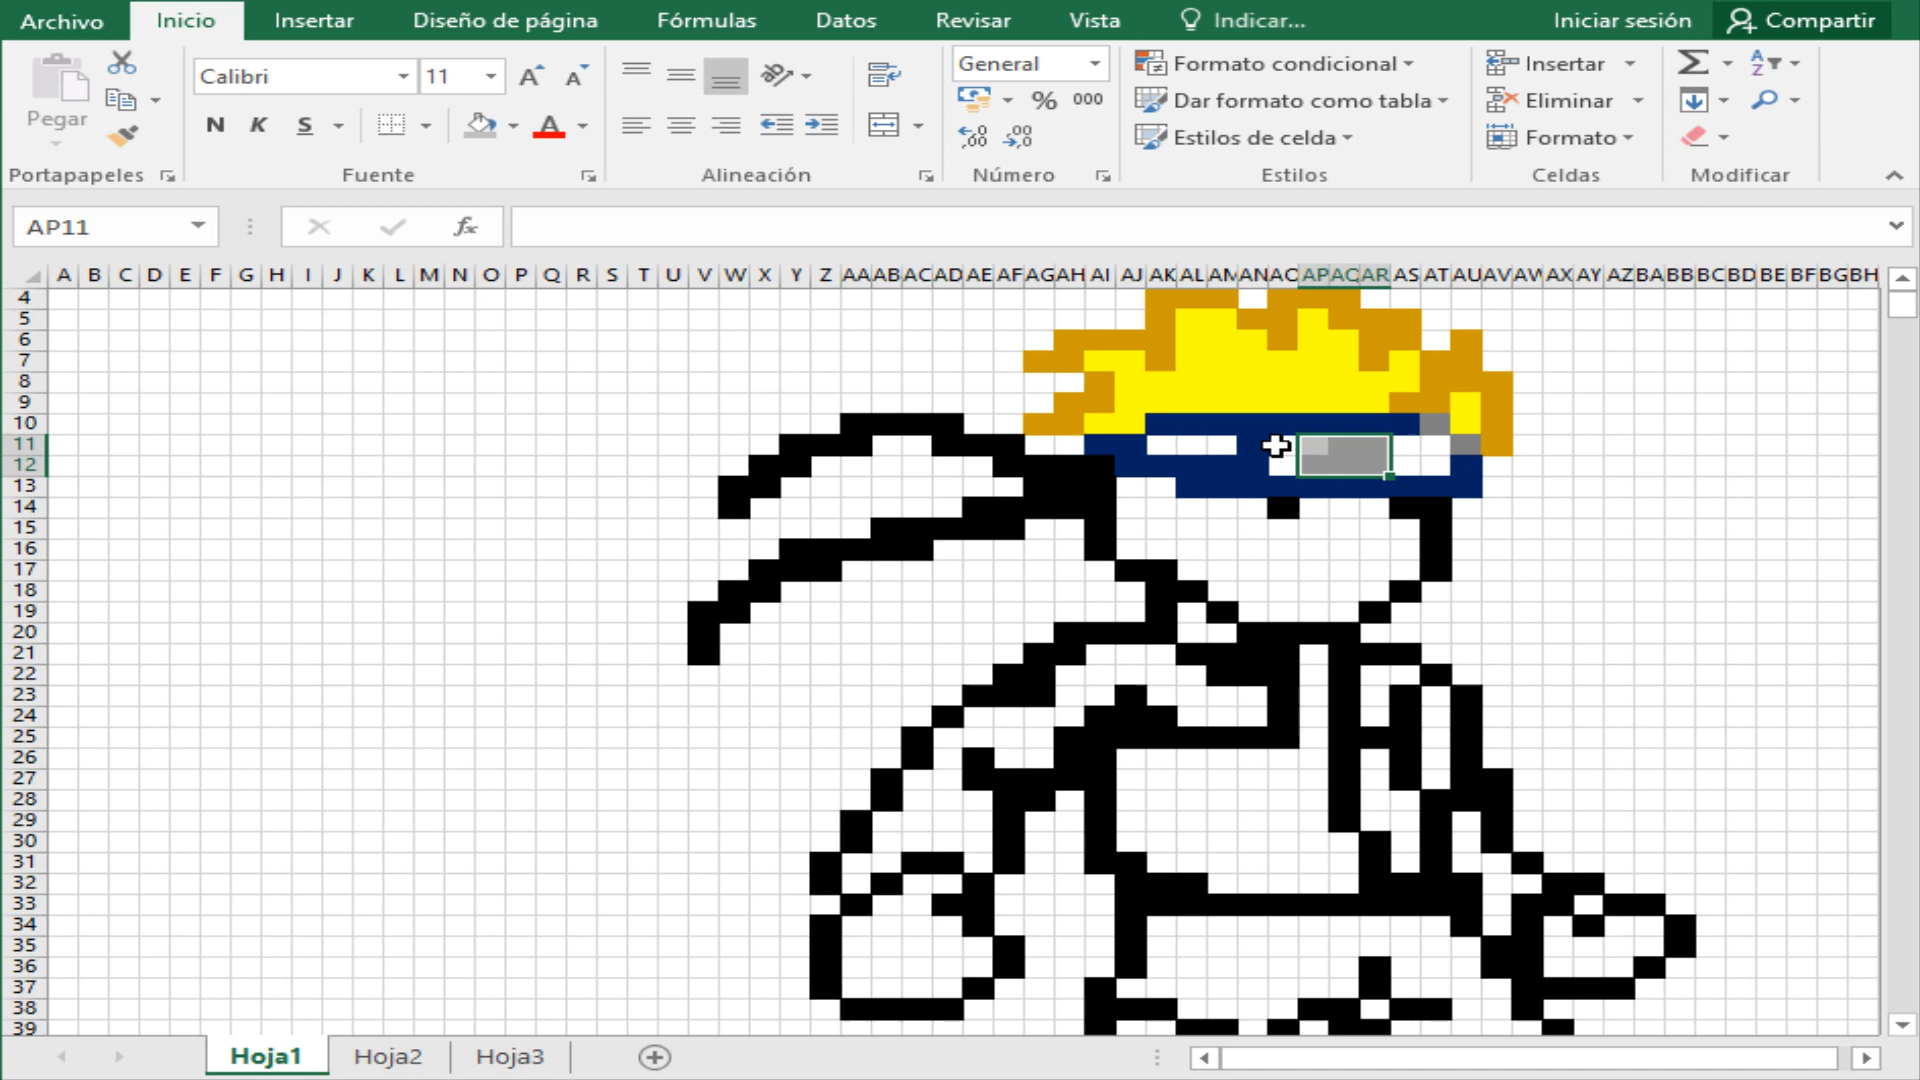 Archivo Inicio Insertar Diseño de página Fórmulas Datos Revisar Vista Indicar... Iniciar sesión Compartir
Pegar
Portapapeles
Calibri 11
N K S A
Fuente
Alineación
General
% 000
Número
Formato condicional
Dar formato como tabla
Estilos de celda
Estilos
Insertar
Eliminar
Formato
Celdas
Modificar
AP11 fx
A B C D E F G H I J K L M N O P Q R S T U V W X Y Z AA AB AC AD AE AF AG AH AI AJ AK AL AM AN AO AP AQ AR AS AT AU AV AW AX AY AZ BA BB BC BD BE BF BG BH
4
5
6
7
8
9
10
11
12
13
14
15
16
17
18
19
20
21
22
23
24
25
26
27
28
29
30
31
32
33
34
35
36
37
38
39
Hoja1 Hoja2 Hoja3